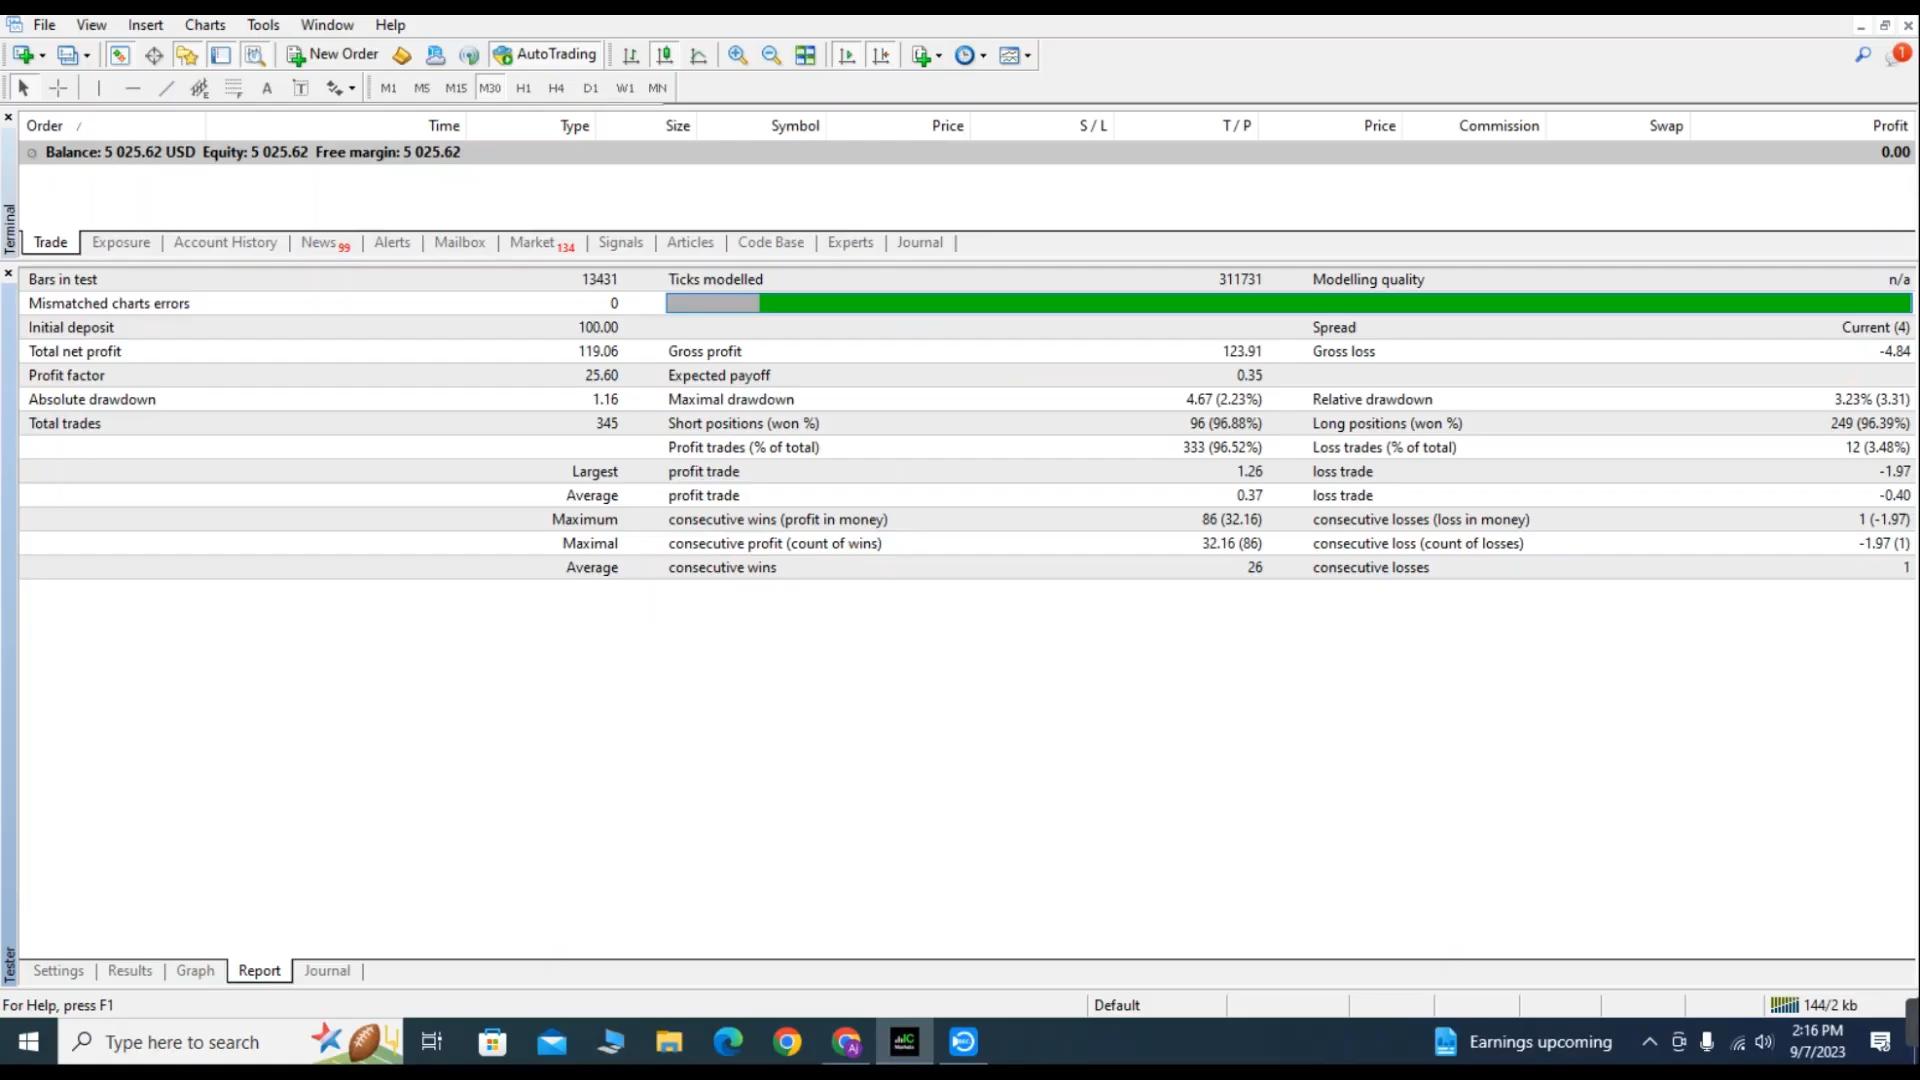 File View Insert Charts Tools Window Help
New Order AutoTrading 1
A T M1 M5 M15 M30 H1 H4 D1 W1 MN
Order / Time Type Size Symbol Price S / L T / P Price Commission Swap Profit
Balance: 5 025.62 USD Equity: 5 025.62 Free margin: 5 025.62 0.00
Terminal
Trade Exposure Account History News 99 Alerts Mailbox Market 134 Signals Articles Code Base Experts Journal
Bars in test 13431 Ticks modelled 311731 Modelling quality n/a
Mismatched charts errors 0
Initial deposit 100.00 Spread Current (4)
Total net profit 119.06 Gross profit 123.91 Gross loss -4.84
Profit factor 25.60 Expected payoff 0.35
Absolute drawdown 1.16 Maximal drawdown 4.67 (2.23%) Relative drawdown 3.23% (3.31)
Total trades 345 Short positions (won %) 96 (96.88%) Long positions (won %) 249 (96.39%)
Profit trades (% of total) 333 (96.52%) Loss trades (% of total) 12 (3.48%)
Largest profit trade 1.26 loss trade -1.97
Average profit trade 0.37 loss trade -0.40
Maximum consecutive wins (profit in money) 86 (32.16) consecutive losses (loss in money) 1 (-1.97)
Maximal consecutive profit (count of wins) 32.16 (86) consecutive loss (count of losses) -1.97 (1)
Average consecutive wins 26 consecutive losses 1
Tester
Settings Results Graph Report Journal
For Help, press F1 Default 144/2 kb
Type here to search Earnings upcoming 2:16 PM
9/7/2023